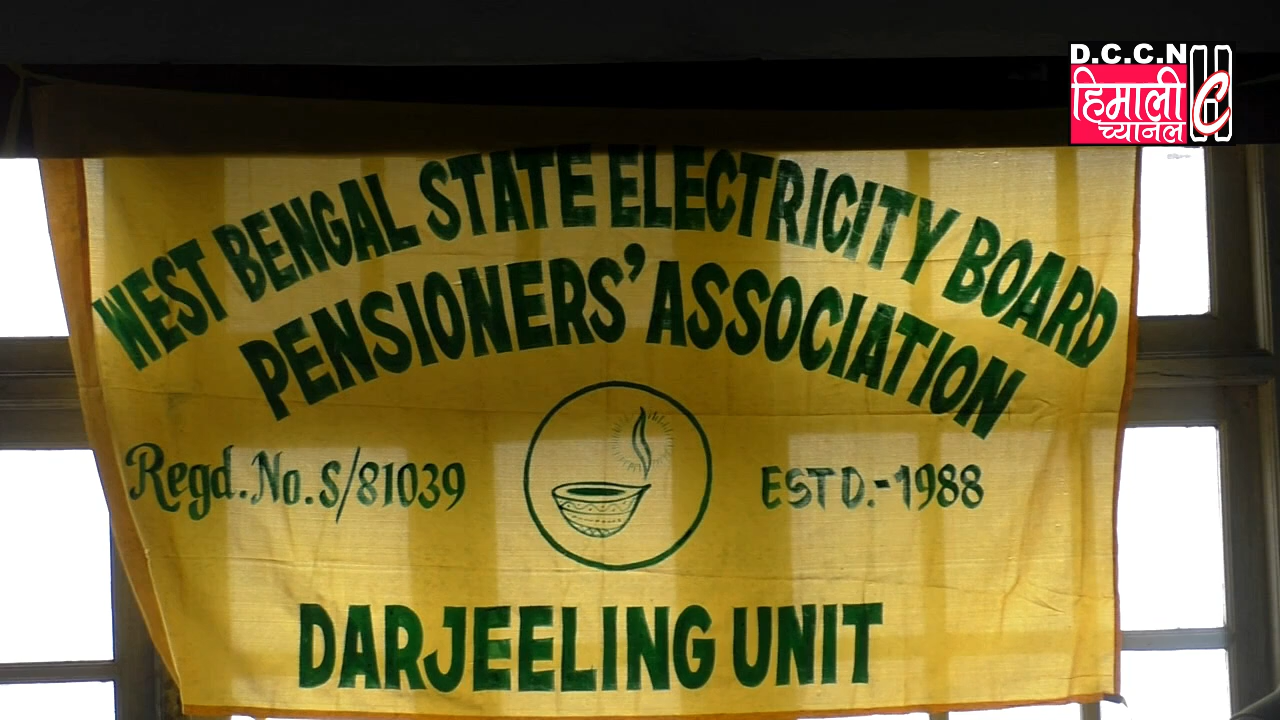 D.C.C.N
हिमाली
च्यानल
WEST BENGAL STATE ELECTRICITY BOARD
PENSIONERS' ASSOCIATION
Regd. No. S/81039
ESTD.-1988
DARJEELING UNIT